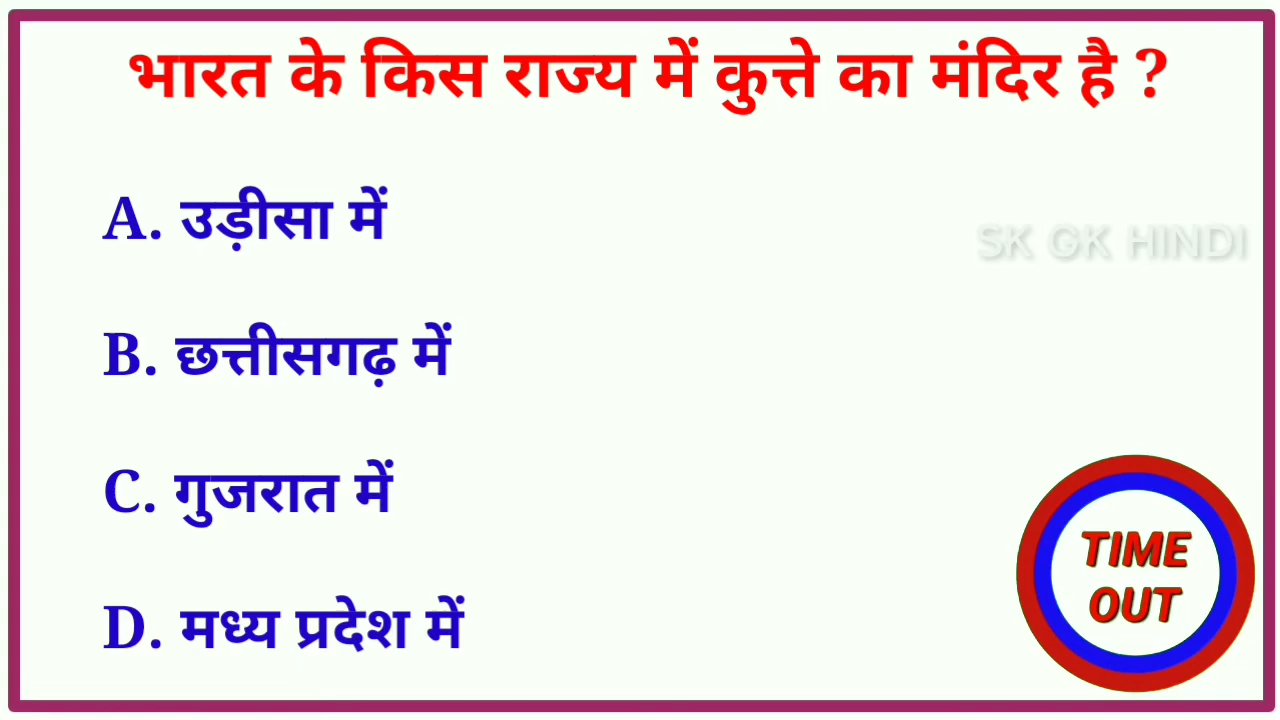 भारत के किस राज्य में कुत्ते का मंदिर है ?
A. उड़ीसा में
SK GK HINDI
B. छत्तीसगढ़ में
C. गुजरात में
TIME
OUT
D. मध्य प्रदेश में